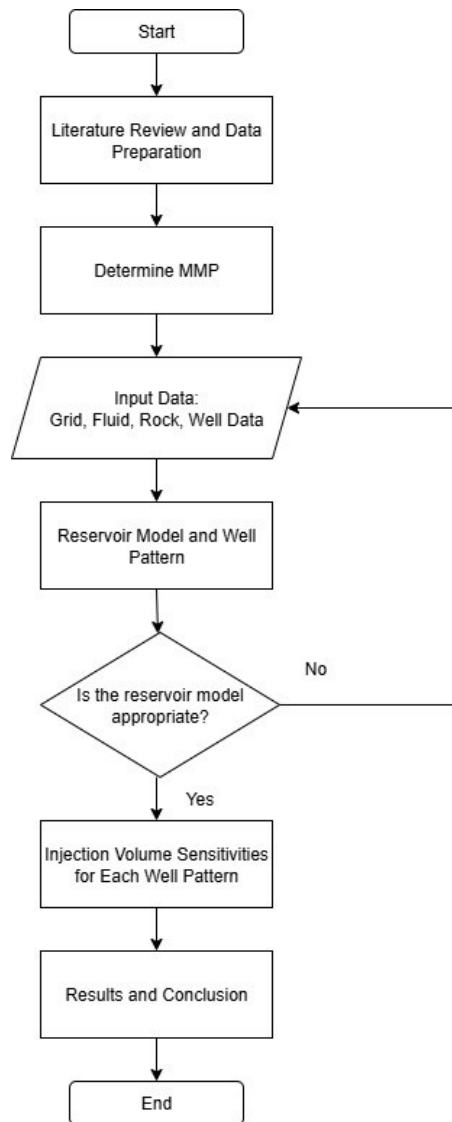 Start
Literature Review and Data
Preparation
Determine MMP
Input Data:
Grid, Fluid, Rock, Well Data
Reservoir Model and Well
Pattern
Is the reservoir model
appropriate?
No
Yes
Injection Volume Sensitivities
for Each Well Pattern
Results and Conclusion
End